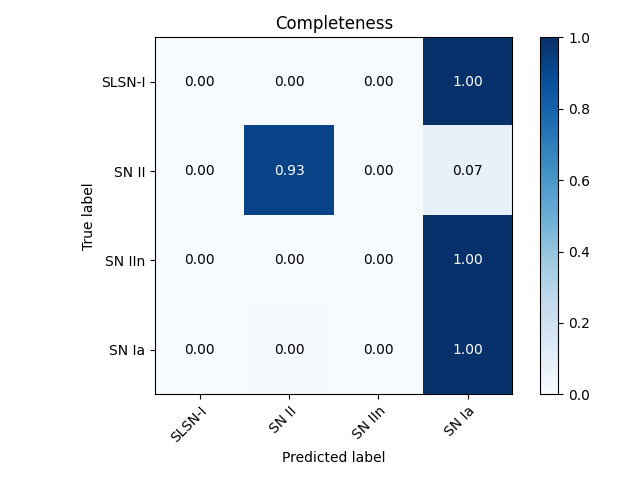 Completeness
SLSN-I 0.00 0.00 0.00 1.00
SN II 0.00 0.93 0.00 0.07
SN IIn 0.00 0.00 0.00 1.00
SN Ia 0.00 0.00 0.00 1.00
SLSN-I SN II SN IIn SN Ia
Predicted label
True label
1.0
0.8
0.6
0.4
0.2
0.0